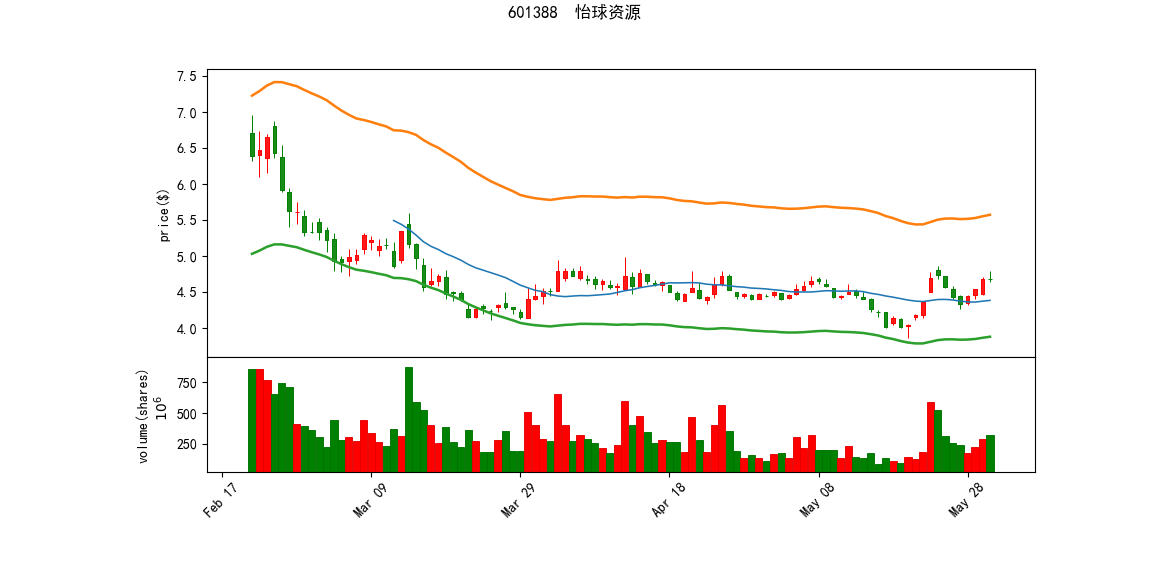 601388 怡球资源
price($)
7.5
7.0
6.5
6.0
5.5
5.0
4.5
4.0
volume(shares)
10^6
750
500
250
Feb 17
Mar 09
Mar 29
Apr 18
May 08
May 28